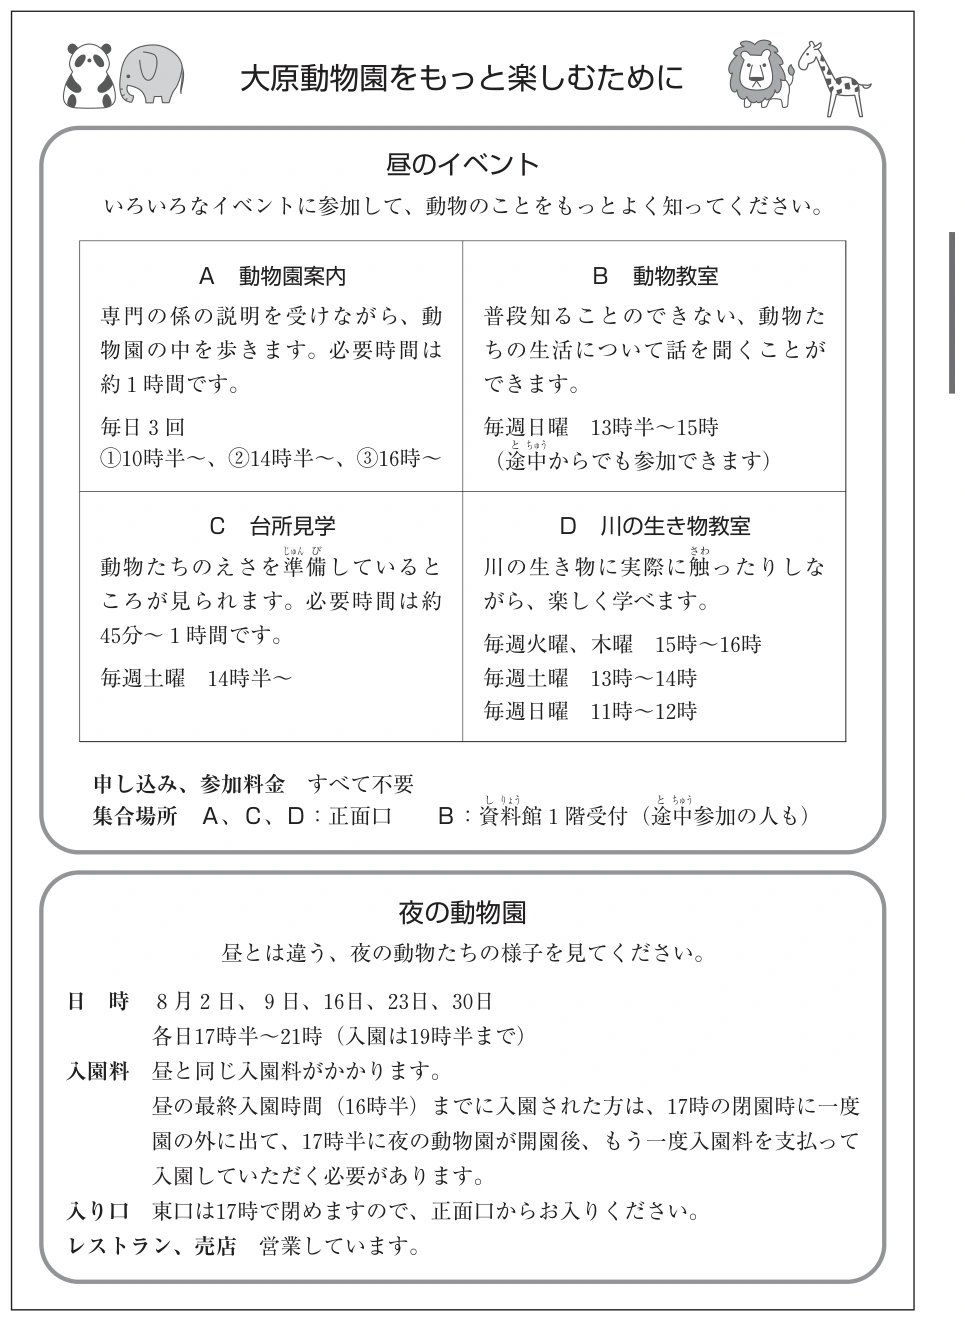 大原動物園をもっと楽しむために
昼のイベント
いろいろなイベントに参加して、動物のことをもっとよく知ってください。
A　動物園案内
専門の係の説明を受けながら、動
物園の中を歩きます。必要時間は
約1時間です。
毎日3回
①10時半〜、②14時半〜、③16時〜
B　動物教室
普段知ることのできない、動物た
ちの生活について話を聞くことが
できます。
毎週日曜　13時半〜15時
と ちゅう
（途中からでも参加できます）
C　台所見学
じゅん び
動物たちのえさを準備していると
ころが見られます。必要時間は約
45分〜1時間です。
毎週土曜　14時半〜
D　川の生き物教室
さわ
川の生き物に実際に触ったりしな
がら、楽しく学べます。
毎週火曜、木曜　15時〜16時
毎週土曜　13時〜14時
毎週日曜　11時〜12時
申し込み、参加料金　すべて不要
し りょう　と ちゅう
集合場所　A、C、D：正面口　　B：資料館1階受付（途中参加の人も）
夜の動物園
昼とは違う、夜の動物たちの様子を見てください。
日　時　8月2日、9日、16日、23日、30日
各日17時半〜21時（入園は19時半まで）
入園料　昼と同じ入園料がかかります。
昼の最終入園時間（16時半）までに入園された方は、17時の閉園時に一度
園の外に出て、17時半に夜の動物園が開園後、もう一度入園料を支払って
入園していただく必要があります。
入り口　東口は17時で閉めますので、正面口からお入りください。
レストラン、売店　営業しています。